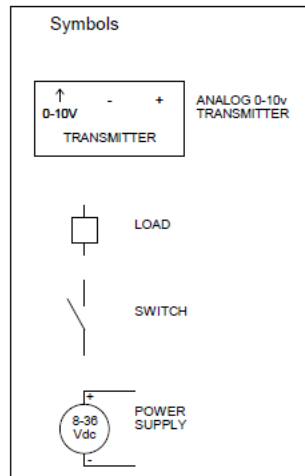 Symbols
↑ - +
0-10V
TRANSMITTER
ANALOG 0-10v
TRANSMITTER
LOAD
SWITCH
+
8-36
Vdc
-
POWER
SUPPLY